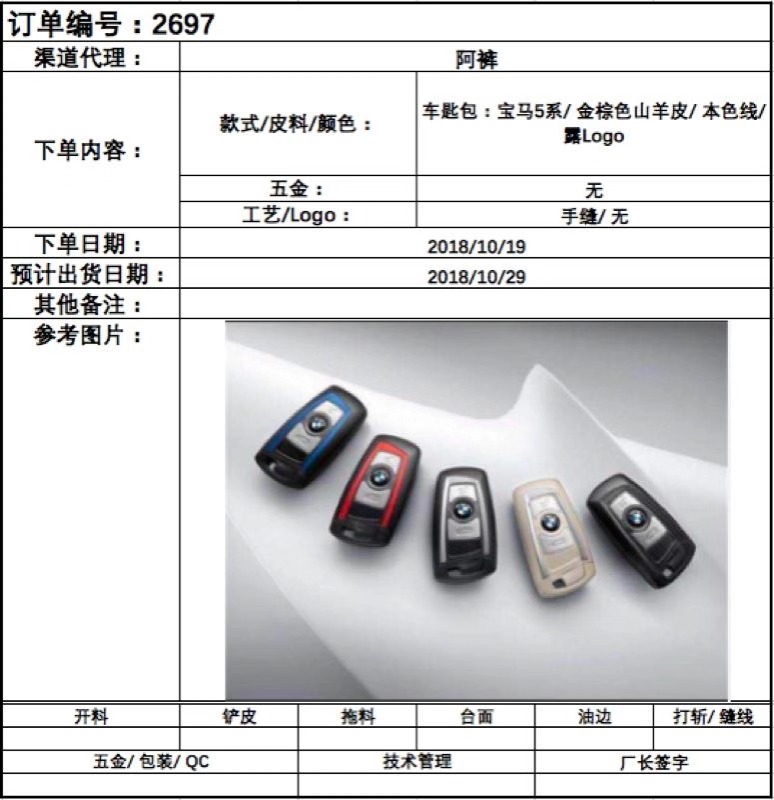 订单编号：2697
渠道代理：
阿裤
下单内容：
款式/皮料/颜色：
车匙包：宝马5系/ 金棕色山羊皮/ 本色线/
露Logo
五金：
无
工艺/Logo：
手缝/ 无
下单日期：
2018/10/19
预计出货日期：
2018/10/29
其他备注：
参考图片：
开料
铲皮
拖料
台面
油边
打斩/ 缝线
五金/ 包装/ QC
技术管理
厂长签字